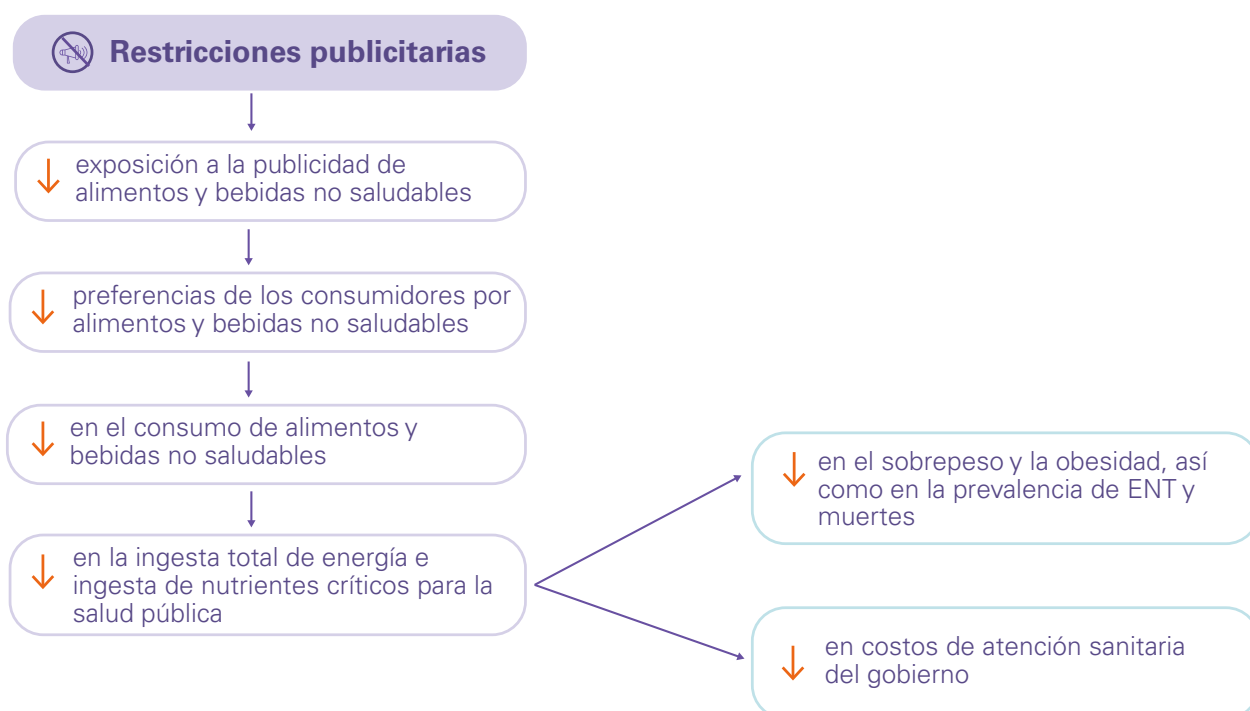 Restricciones publicitarias
↓ exposición a la publicidad de
alimentos y bebidas no saludables
↓ preferencias de los consumidores por
alimentos y bebidas no saludables
↓ en el consumo de alimentos y
bebidas no saludables
↓ en la ingesta total de energía e
ingesta de nutrientes críticos para la
salud pública
↓ en el sobrepeso y la obesidad, así
como en la prevalencia de ENT y
muertes
↓ en costos de atención sanitaria
del gobierno